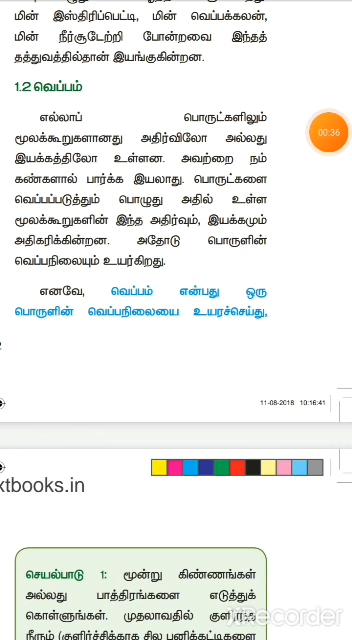 மின் இஸ்திரிப்பெட்டி, மின் வெப்பக்கலன்,
மின் நீர்சூடேற்றி போன்றவை இந்தத்
தத்துவத்தில்தான் இயங்குகின்றன.
1.2 வெப்பம்
எல்லாப் பொருட்களிலும்
மூலக்கூறுகளானது அதிர்விலோ அல்லது
இயக்கத்திலோ உள்ளன. அவற்றை நம்
கண்களால் பார்க்க இயலாது. பொருட்களை
வெப்பப்படுத்தும் பொழுது அதில் உள்ள
மூலக்கூறுகளின் இந்த அதிர்வும், இயக்கமும்
அதிகரிக்கின்றன. அதோடு பொருளின்
வெப்பநிலையும் உயர்கிறது.
எனவே, வெப்பம் என்பது ஒரு
பொருளின் வெப்பநிலையை உயரச்செய்து,
00:36
11-08-2018 10:16:41
xtbooks.in
செயல்பாடு 1: மூன்று கிண்ணங்கள்
அல்லது பாத்திரங்களை எடுத்துக்
கொள்ளுங்கள். முதலாவதில் குளிர்ந்த
நீரும் (குளிர்ச்சிக்காக சில பனிக்கட்டிகளை
XRecorder